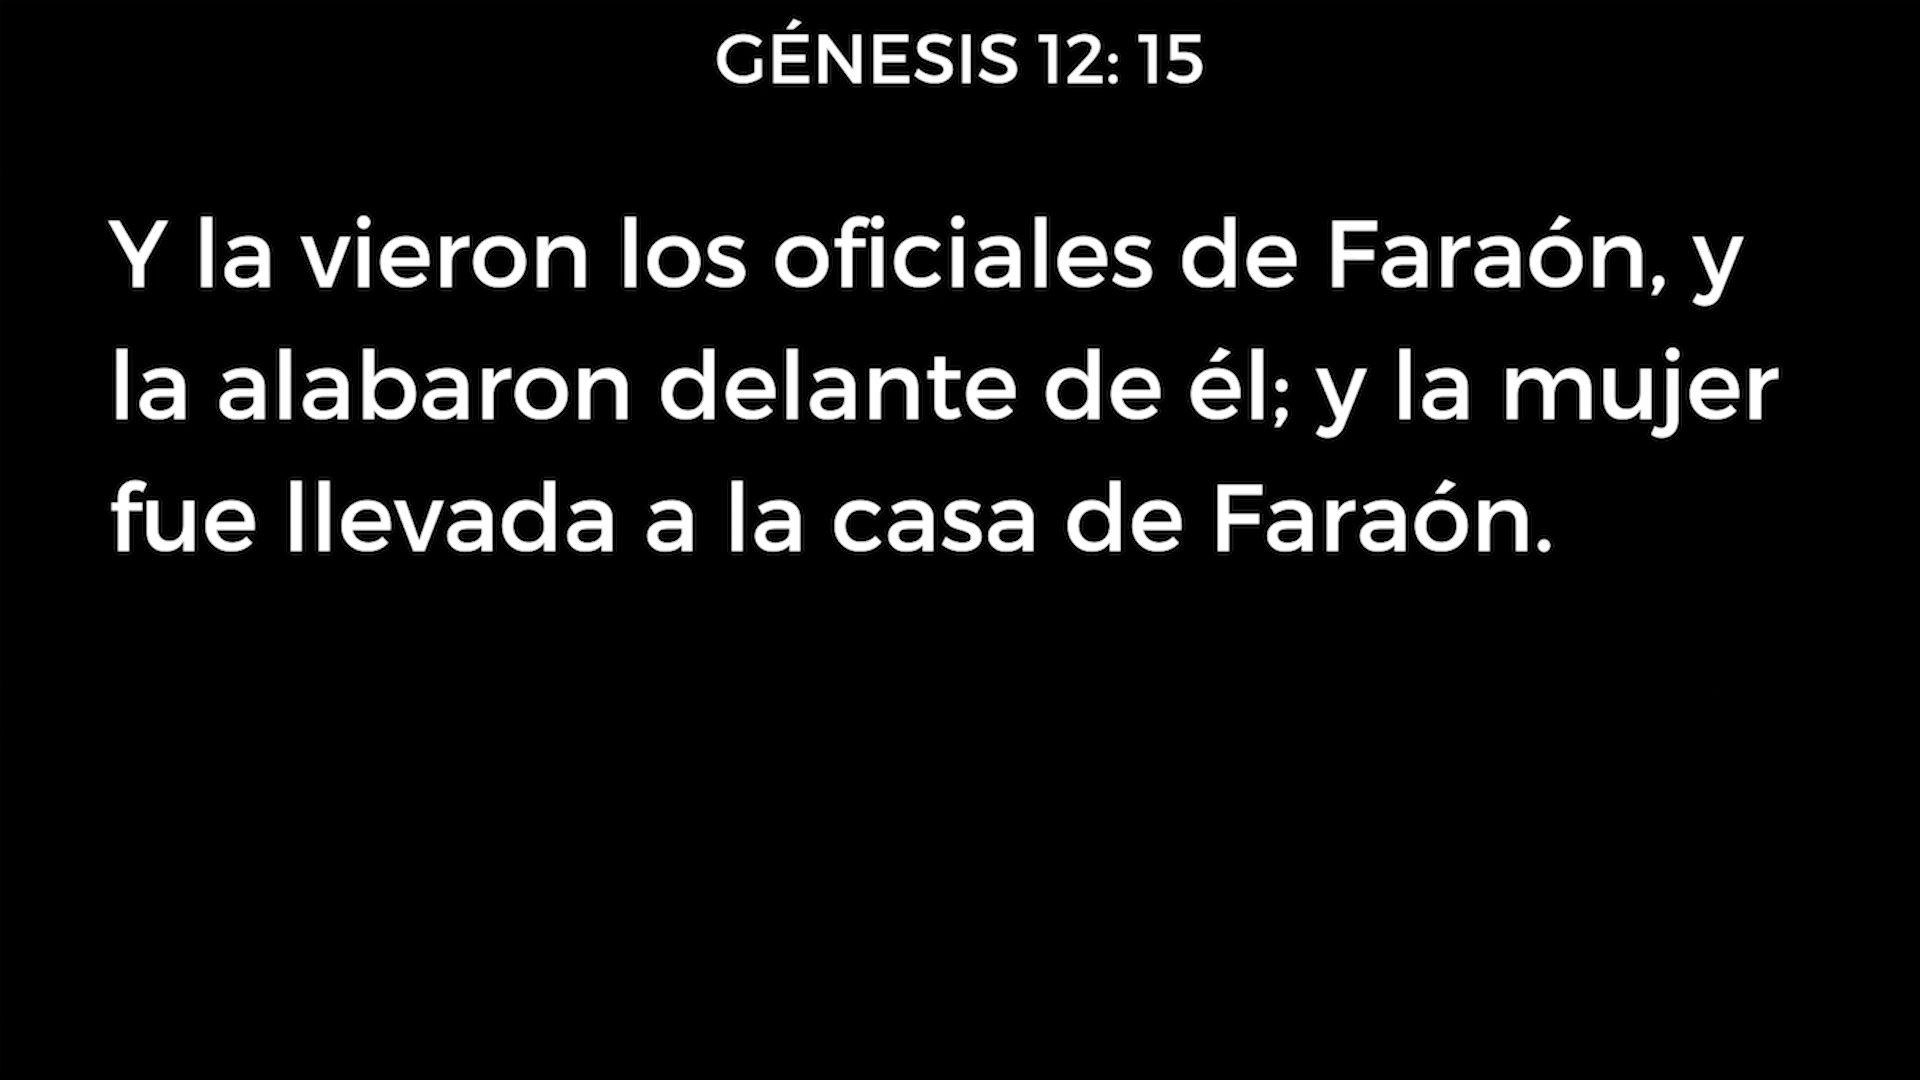 GÉNESIS 12: 15
Y la vieron los oficiales de Faraón, y
la alabaron delante de él; y la mujer
fue llevada a la casa de Faraón.